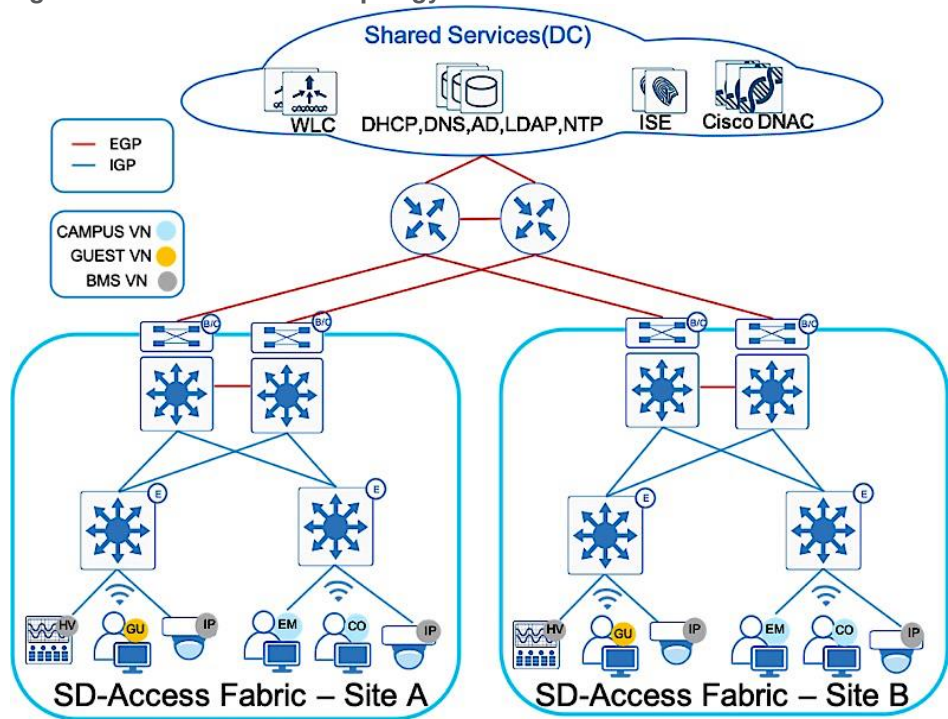 Shared Services(DC)
WLC
DHCP,DNS,AD,LDAP,NTP
ISE
Cisco DNAC
EGP
IGP
CAMPUS VN
GUEST VN
BMS VN
B/C
B/C
B/C
B/C
E
E
E
E
HV
GU
IP
EM
CO
IP
HV
GU
IP
EM
CO
IP
SD-Access Fabric – Site A
SD-Access Fabric – Site B